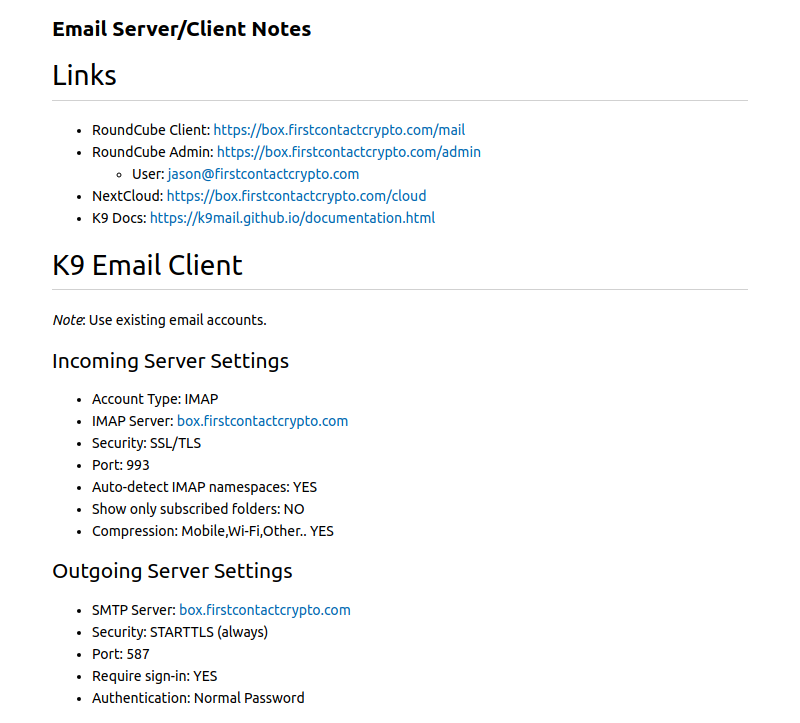 Email Server/Client Notes
Links
RoundCube Client: https://box.firstcontactcrypto.com/mail
RoundCube Admin: https://box.firstcontactcrypto.com/admin
User: jason@firstcontactcrypto.com
NextCloud: https://box.firstcontactcrypto.com/cloud
K9 Docs: https://k9mail.github.io/documentation.html
K9 Email Client
Note: Use existing email accounts.
Incoming Server Settings
Account Type: IMAP
IMAP Server: box.firstcontactcrypto.com
Security: SSL/TLS
Port: 993
Auto-detect IMAP namespaces: YES
Show only subscribed folders: NO
Compression: Mobile,Wi-Fi,Other.. YES
Outgoing Server Settings
SMTP Server: box.firstcontactcrypto.com
Security: STARTTLS (always)
Port: 587
Require sign-in: YES
Authentication: Normal Password